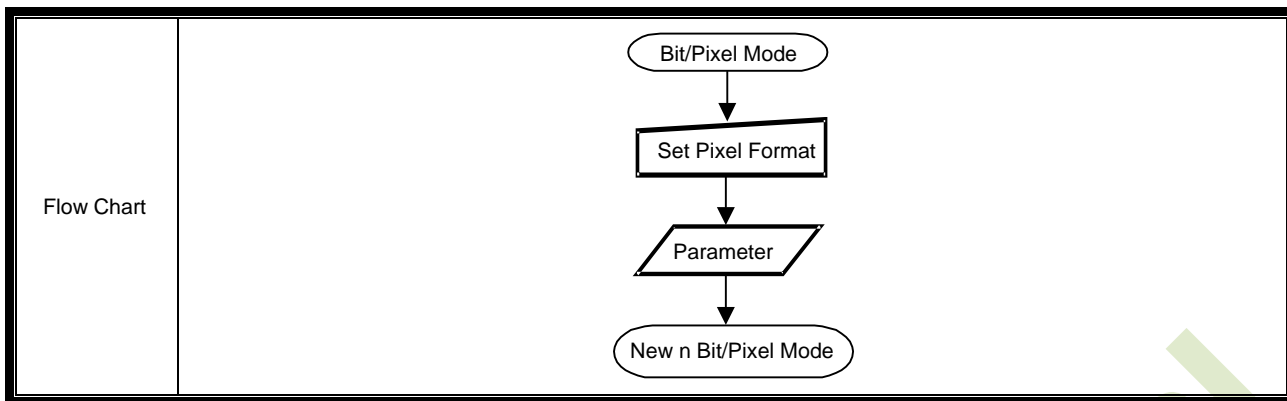 Flow Chart
Bit/Pixel Mode
Set Pixel Format
Parameter
New n Bit/Pixel Mode